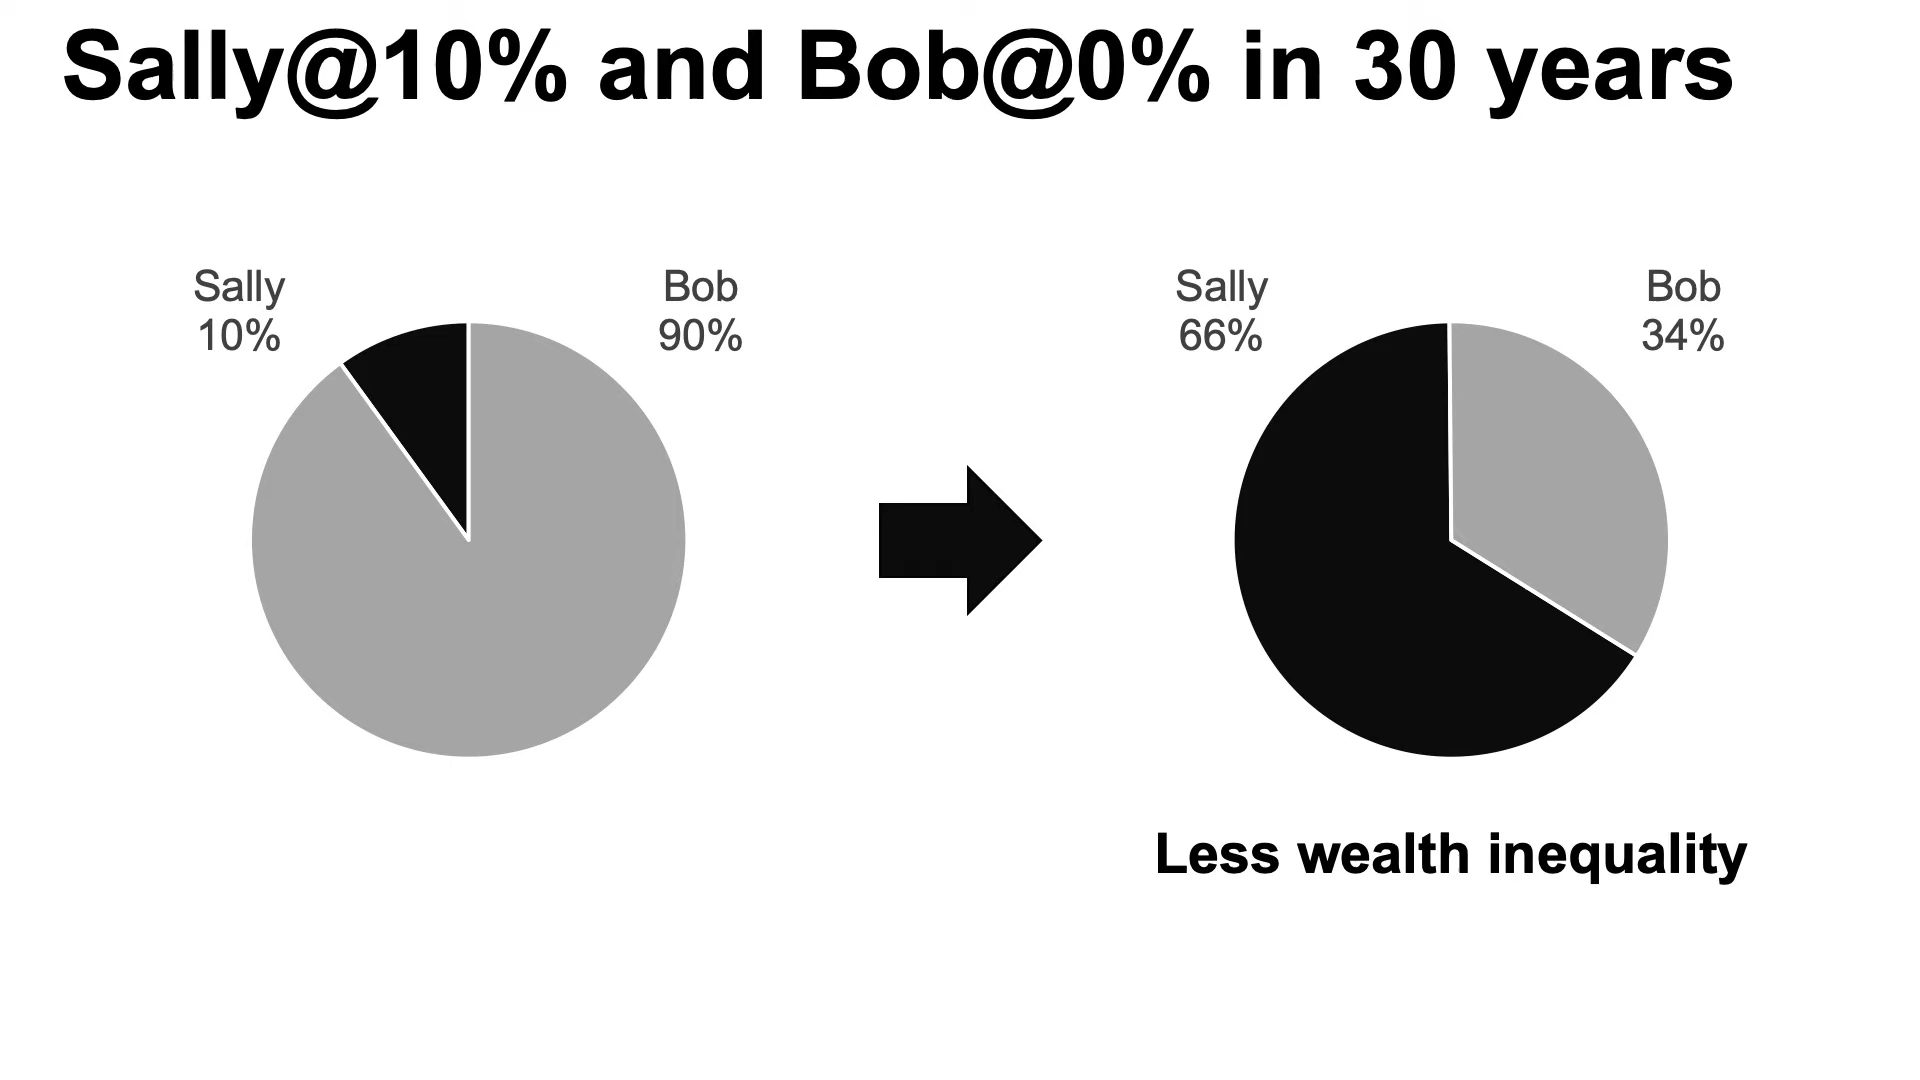 Sally@10% and Bob@0% in 30 years
Sally
10%
Bob
90%
Sally
66%
Bob
34%
Less wealth inequality